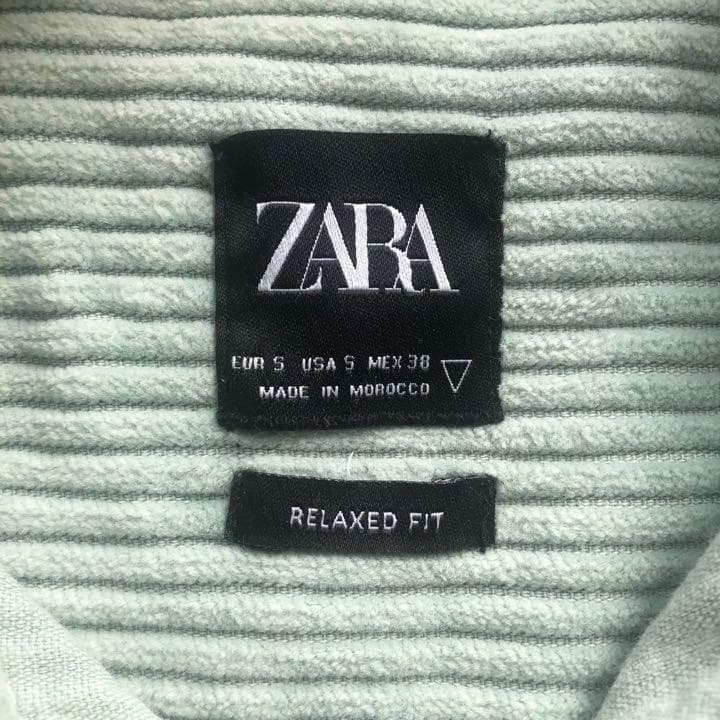 ZARA
EUR S USA S MEX 38
MADE IN MOROCCO
RELAXED FIT